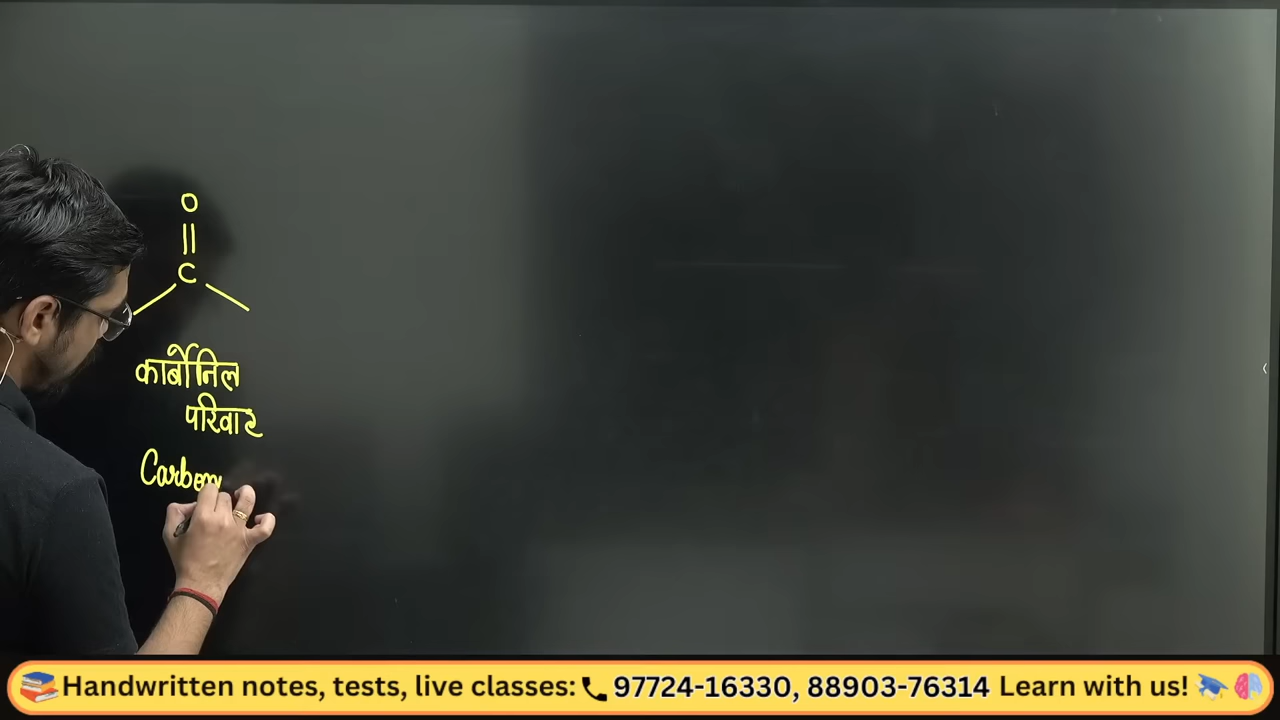 O
C
कार्बोनिल
परिवार
Carbon
Handwritten notes, tests, live classes: 97724-16330, 88903-76314 Learn with us!